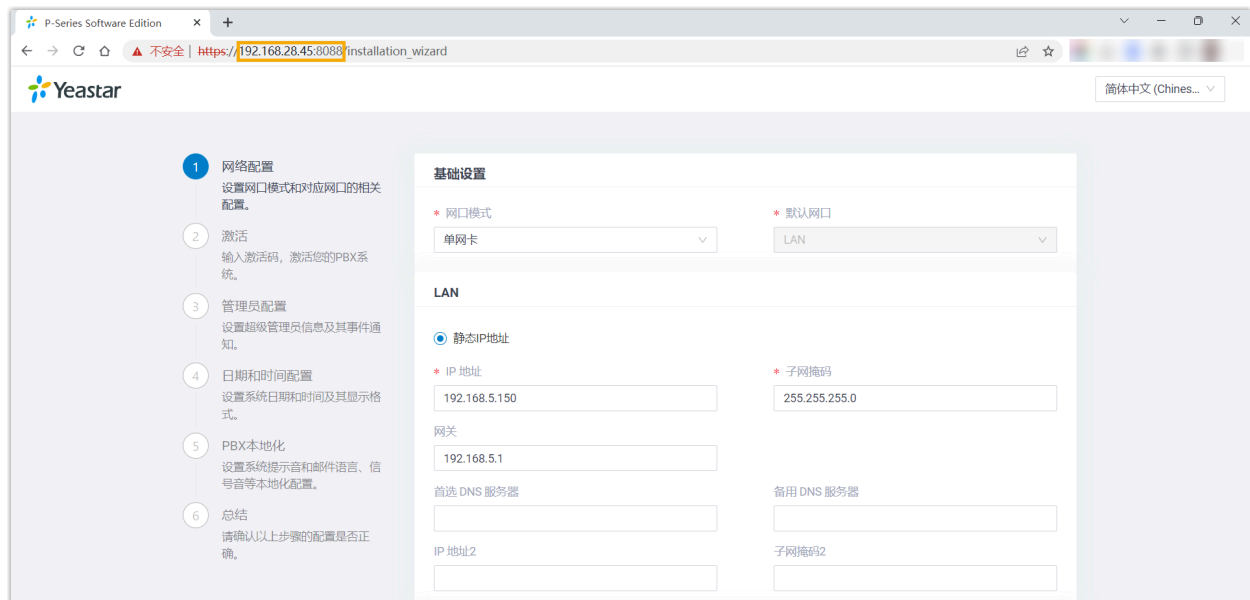 P-Series Software Edition
不安全 | https://192.168.28.45:8088/installation_wizard
Yeastar
简体中文 (Chines...
1 网络配置
设置网口模式和对应网口的相关
配置。
2 激活
输入激活码，激活您的PBX系
统。
3 管理员配置
设置超级管理员信息及其事件通
知。
4 日期和时间配置
设置系统日期和时间及其显示格
式。
5 PBX本地化
设置系统提示音和邮件语言、信
号音等本地化配置。
6 总结
请确认以上步骤的配置是否正
确。
基础设置
* 网口模式 * 默认网口
单网卡 LAN
LAN
静态IP地址
* IP 地址 * 子网掩码
192.168.5.150 255.255.255.0
网关
192.168.5.1
首选 DNS 服务器 备用 DNS 服务器
IP 地址2 子网掩码2